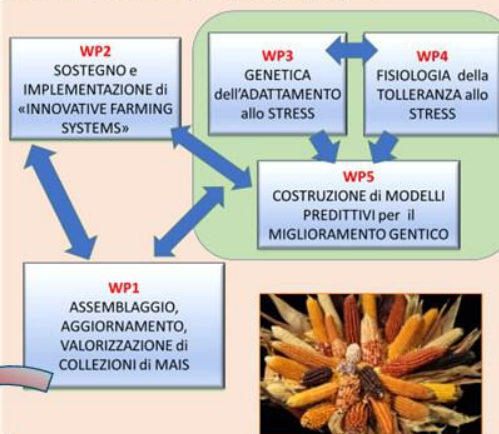 WP2
SOSTEGNO e
IMPLEMENTAZIONE di
«INNOVATIVE FARMING
SYSTEMS»
WP3
GENETICA
dell'ADATTAMENTO
allo STRESS
WP4
FISIOLOGIA della
TOLLERANZA allo
STRESS
WP5
COSTRUZIONE di MODELLI
PREDITTIVI per il
MIGLIORAMENTO GENTICO
WP1
ASSEMBLAGGIO,
AGGIORNAMENTO,
VALORIZZAZIONE di
COLLEZIONI di MAIS